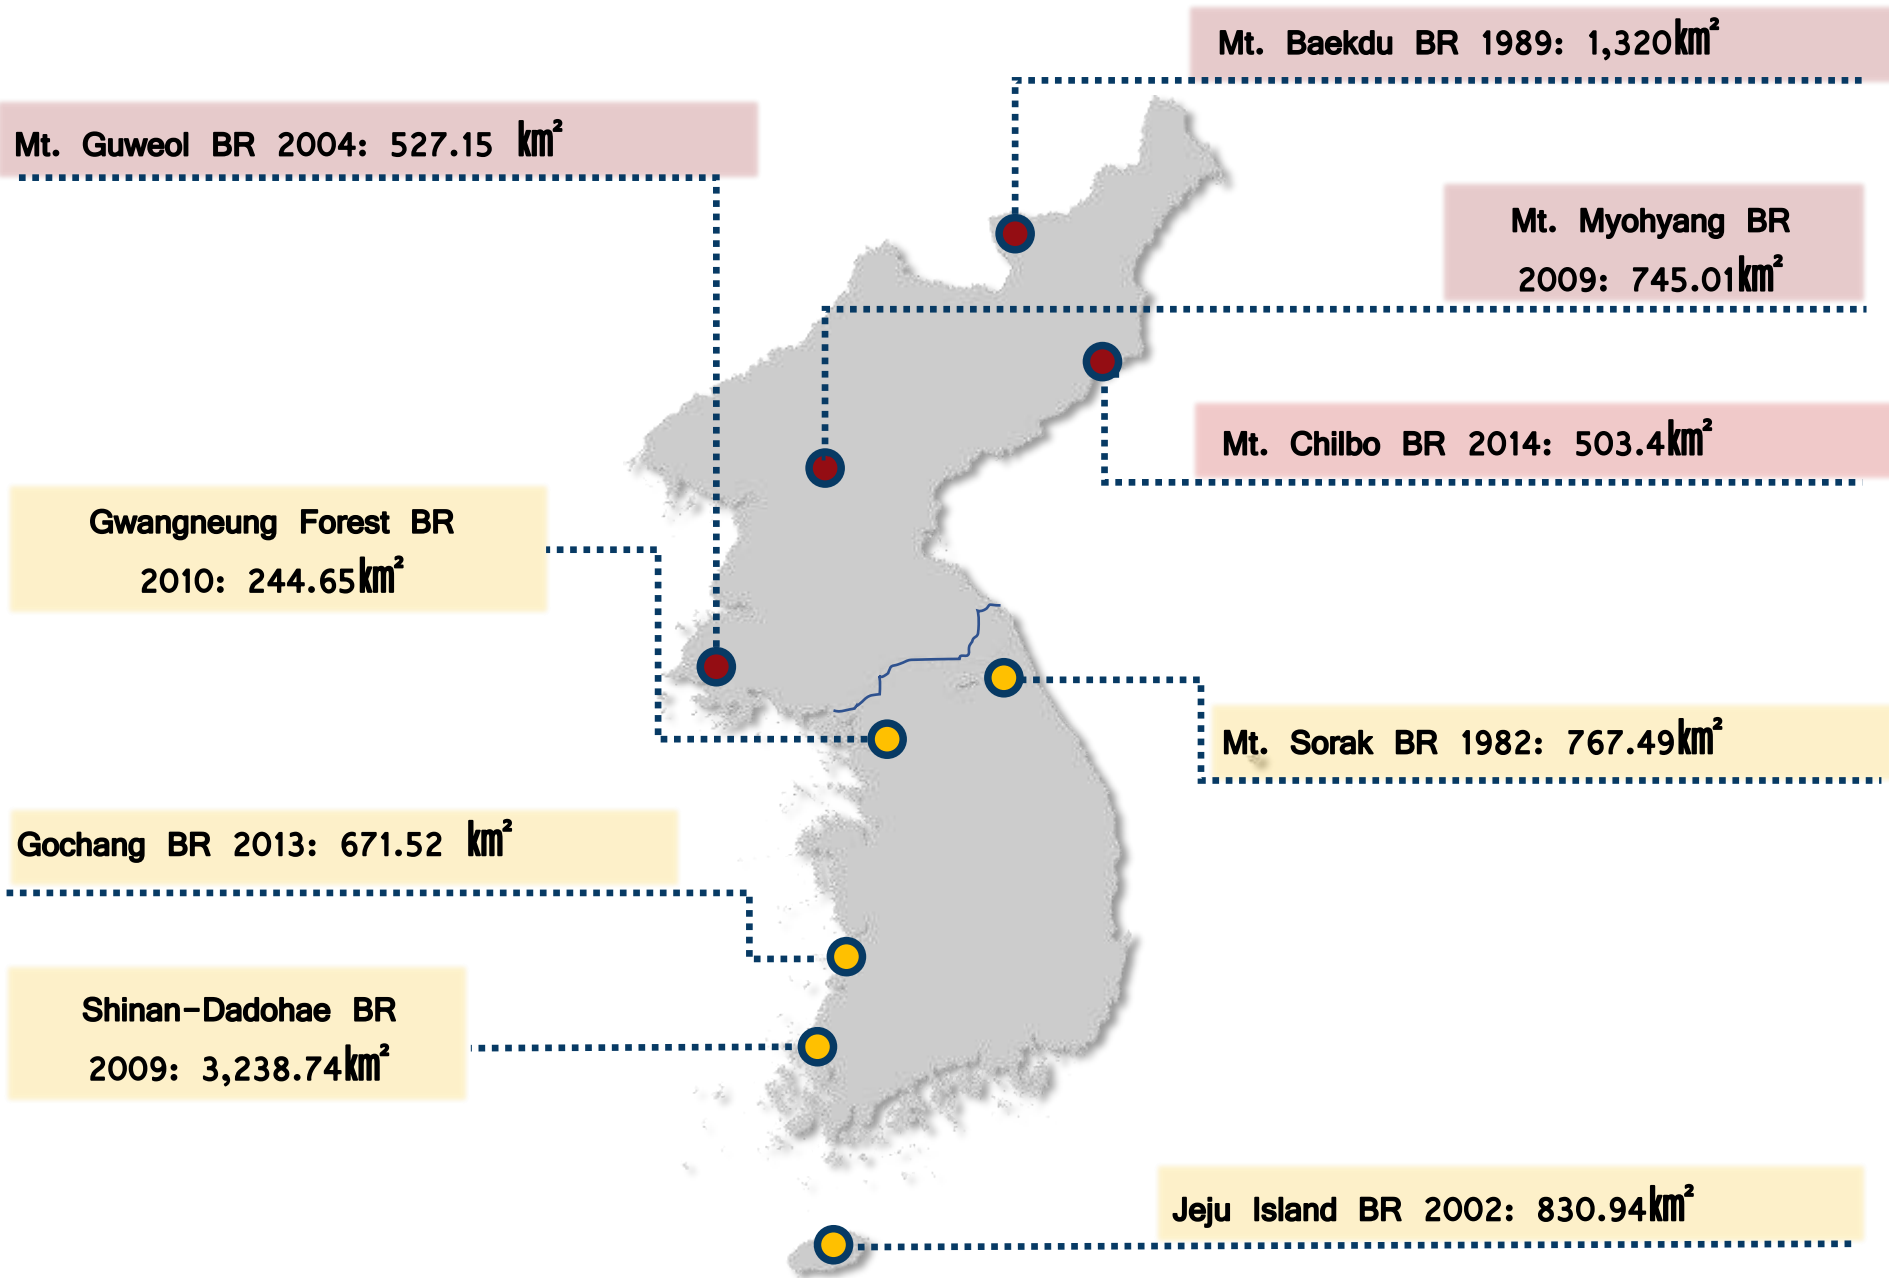 Mt. Baekdu BR 1989: 1,320㎢
Mt. Guweol BR 2004: 527.15 ㎢
Mt. Myohyang BR
2009: 745.01㎢
Mt. Chilbo BR 2014: 503.4㎢
Gwangneung Forest BR
2010: 244.65㎢
Mt. Sorak BR 1982: 767.49㎢
Gochang BR 2013: 671.52 ㎢
Shinan-Dadohae BR
2009: 3,238.74㎢
Jeju Island BR 2002: 830.94㎢